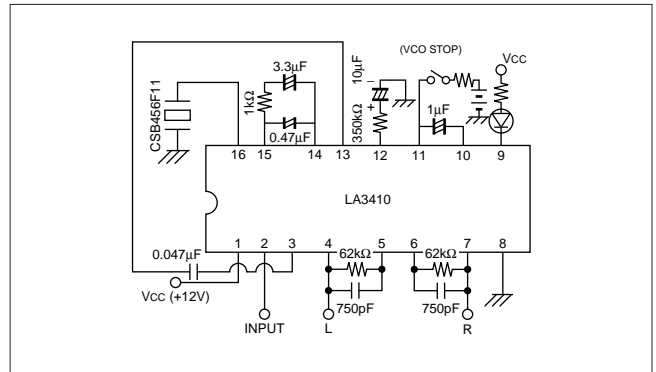 (VCO STOP)
VCC
3.3μF
10μF
CSB456F11
1kΩ
350kΩ
+
−
1μF
0.47μF
16 15 14 13 12 11 10 9
LA3410
0.047μF
1 2 3 4 5 6 7 8
62kΩ 62kΩ
VCC (+12V)
750pF 750pF
INPUT L R